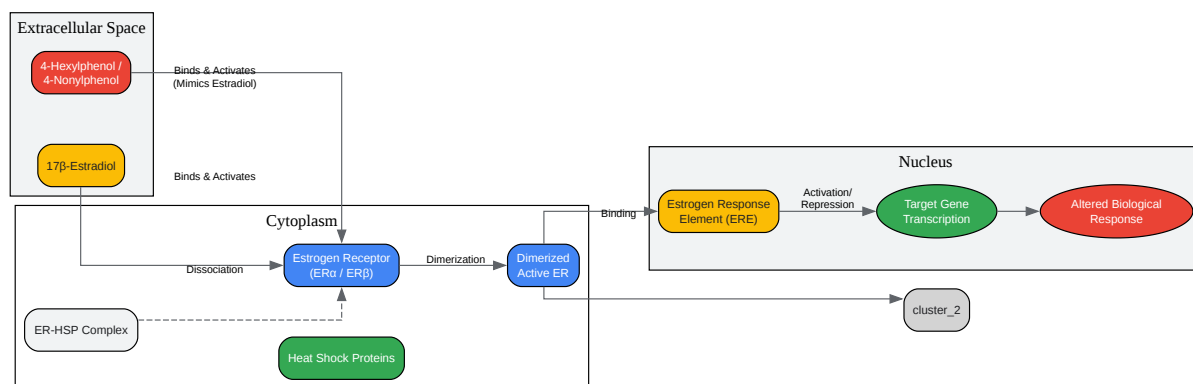 Extracellular Space
4-Hexylphenol /
4-Nonylphenol
Binds & Activates
(Mimics Estradiol)
17β-Estradiol
Binds & Activates
Nucleus
Estrogen Response
Element (ERE)
Activation/
Repression
Target Gene
Transcription
Altered Biological
Response
Binding
Cytoplasm
Dissociation
Estrogen Receptor
(ERα / ERβ)
Dimerization
Dimerized
Active ER
cluster_2
ER-HSP Complex
Heat Shock Proteins